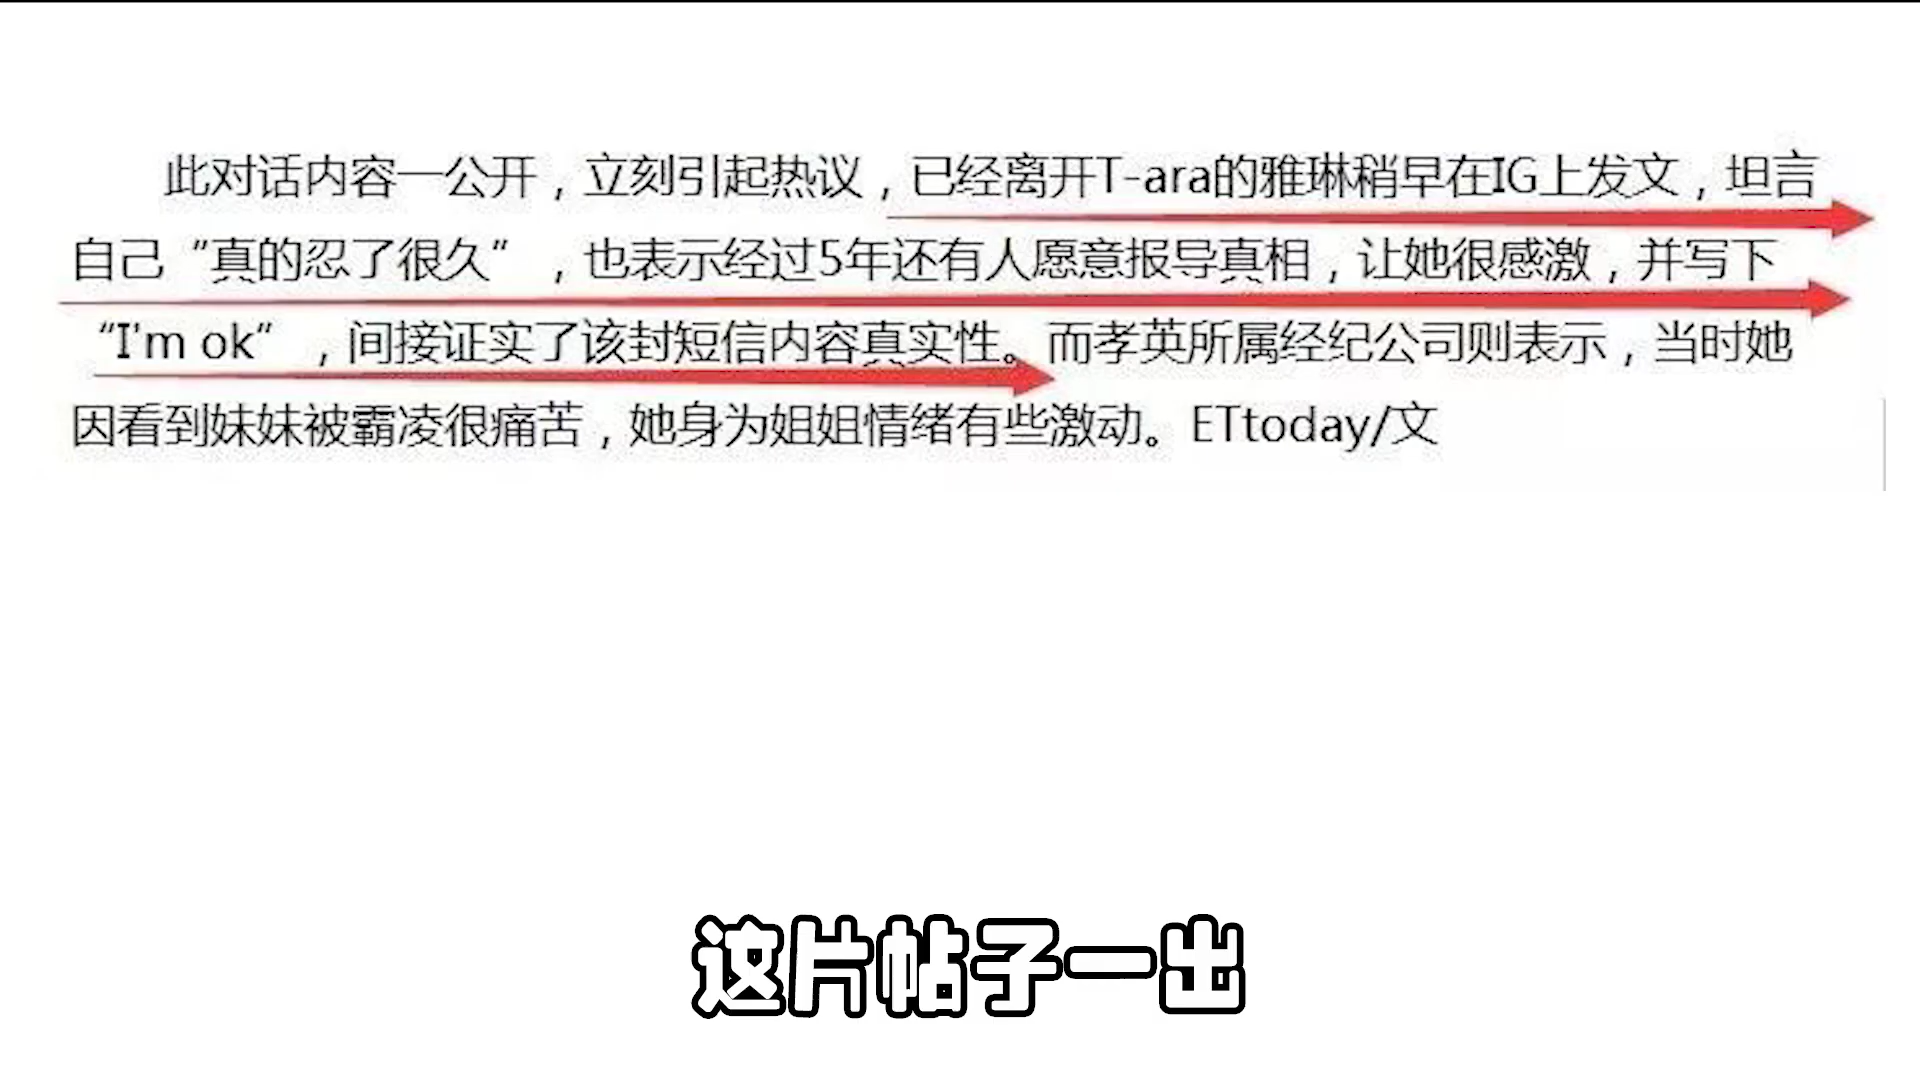 此对话内容一公开，立刻引起热议，已经离开T-ara的雅琳稍早在IG上发文，坦言
自己“真的忍了很久”，也表示经过5年还有人愿意报导真相，让她很感激，并写下
“I'm ok”，间接证实了该封短信内容真实性。而孝英所属经纪公司则表示，当时她
因看到妹妹被霸凌很痛苦，她身为姐姐情绪有些激动。ETtoday/文
这片帖子一出